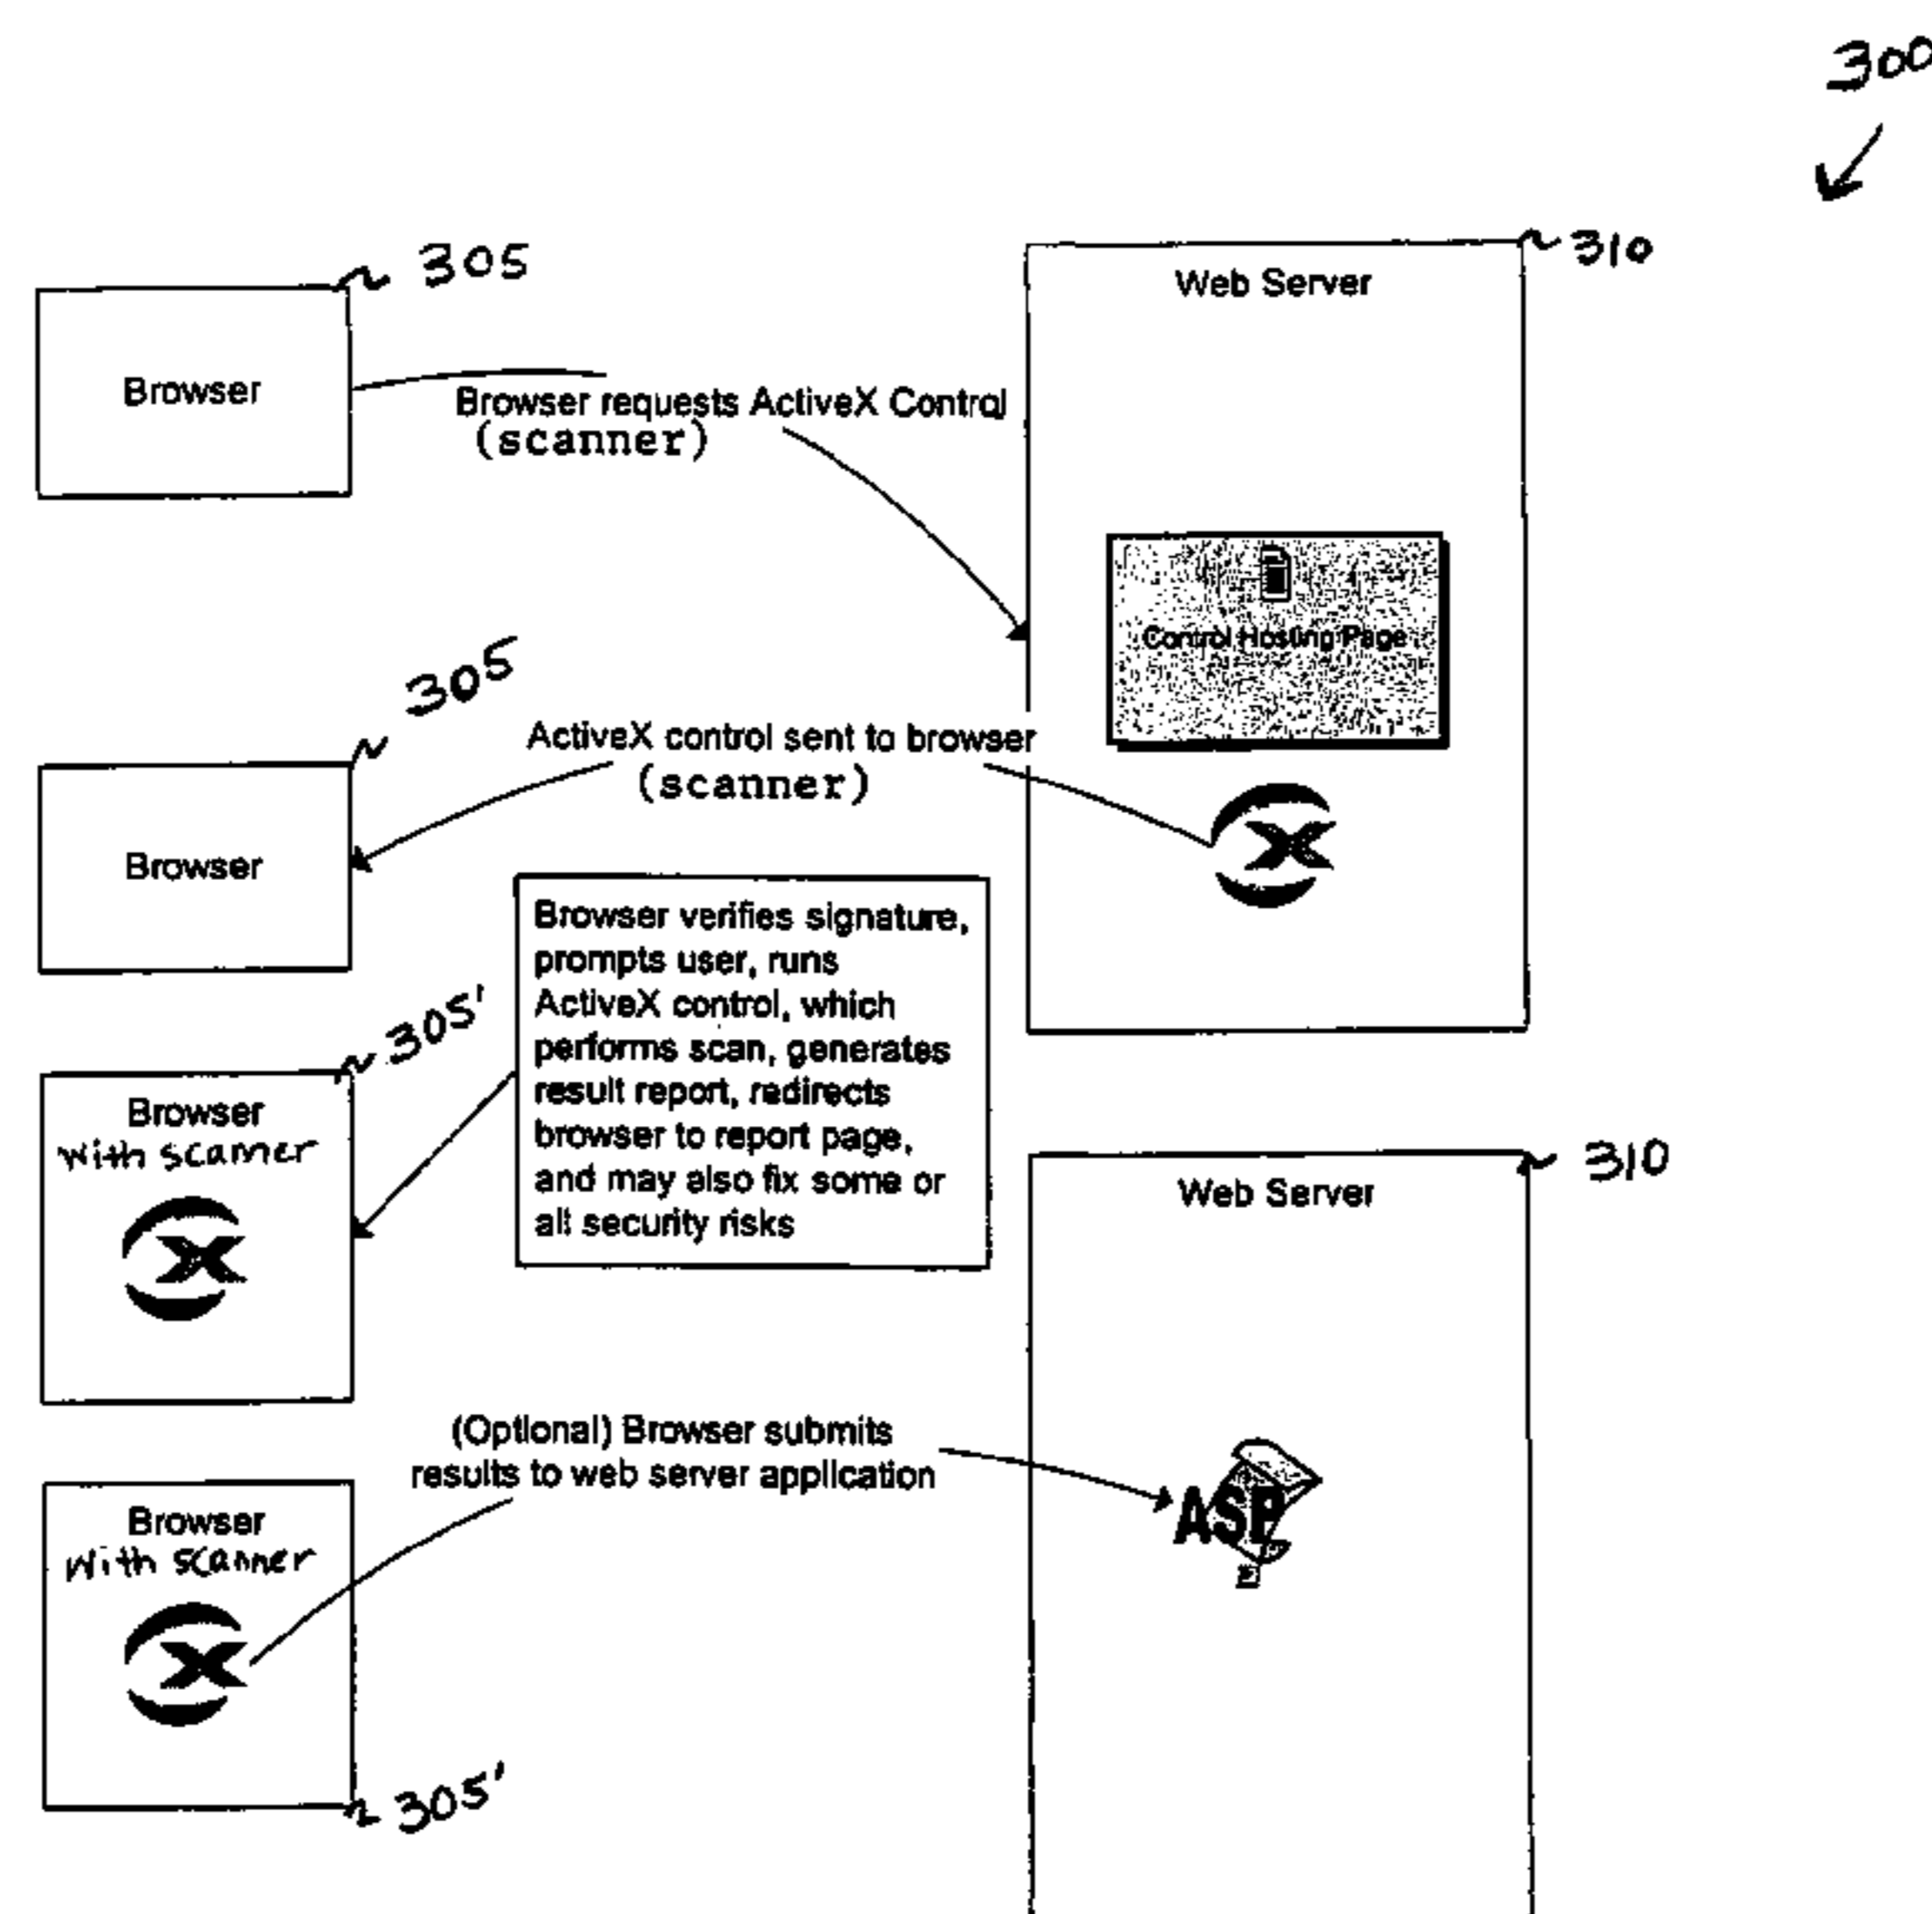 300
305
310
Web Server
Browser
Browser requests ActiveX Control
(scanner)
Control Hosting Page
305
ActiveX control sent to browser
(scanner)
Browser
Browser verifies signature,
prompts user, runs
ActiveX control, which
performs scan, generates
result report, redirects
browser to report page,
and may also fix some or
all security risks
305'
Browser
with scanner
310
Web Server
(Optional) Browser submits
results to web server application
ASP
Browser
with scanner
305'